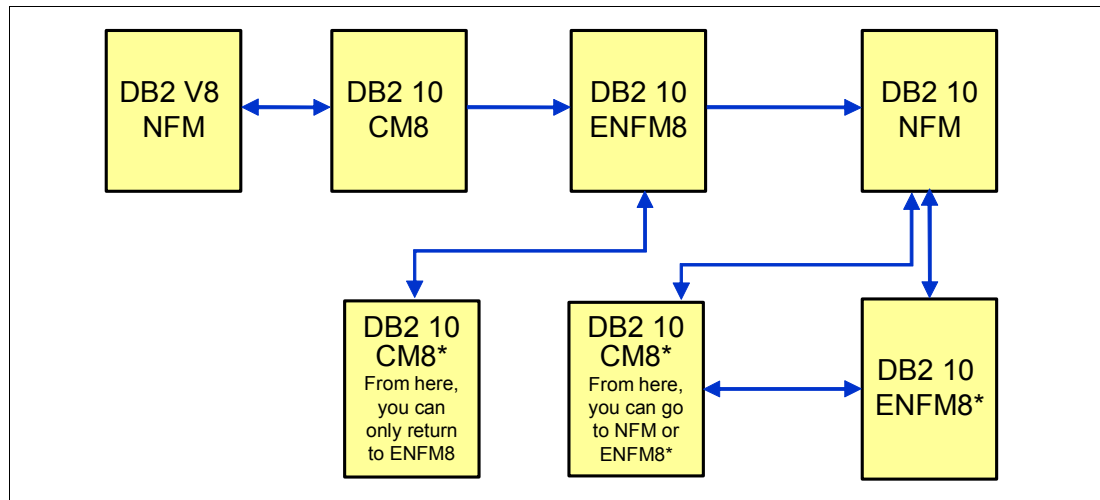 DB2 V8
NFM
DB2 10
CM8
DB2 10
ENFM8
DB2 10
NFM
DB2 10
CM8*
From here,
you can
only return
to ENFM8
DB2 10
CM8*
From here,
you can go
to NFM or
ENFM8*
DB2 10
ENFM8*